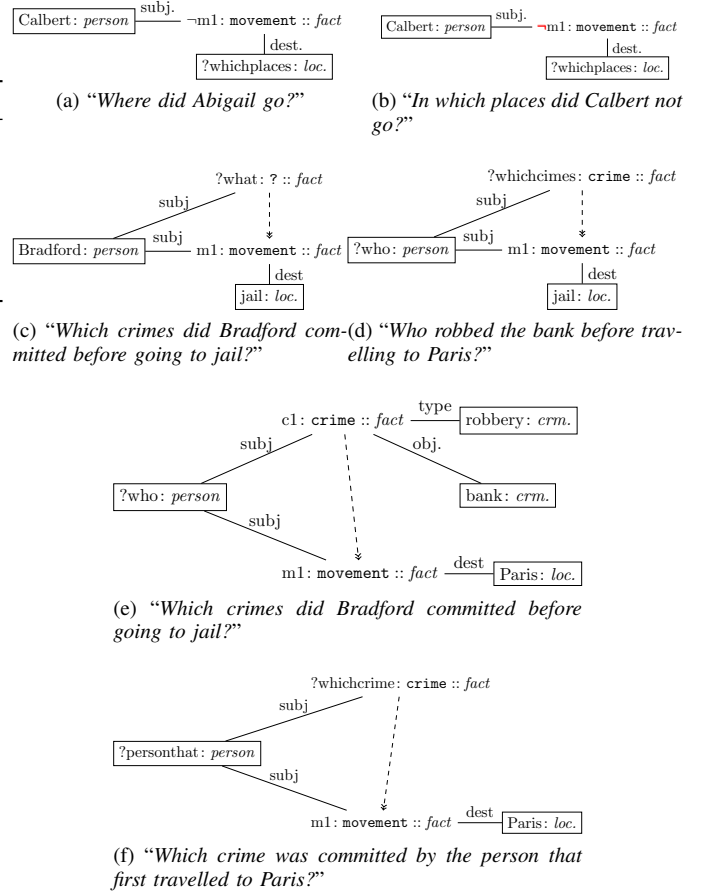 Calbert: person
subj.
¬m1: movement :: fact
dest.
?whichplaces: loc.
(a) “Where did Abigail go?”
Calbert: person
subj.
¬m1: movement :: fact
dest.
?whichplaces: loc.
(b) “In which places did Calbert not
go?”
?what: ? :: fact
subj
Bradford: person
subj
m1: movement :: fact
dest
jail: loc.
(c) “Which crimes did Bradford com-
mitted before going to jail?”
?whichcimes: crime :: fact
subj
?who: person
subj
m1: movement :: fact
dest
jail: loc.
(d) “Who robbed the bank before trav-
elling to Paris?”
c1: crime :: fact
type
robbery: crm.
subj
obj.
?who: person
bank: crm.
subj
m1: movement :: fact
dest
Paris: loc.
(e) “Which crimes did Bradford committed before
going to jail?”
?whichcrime: crime :: fact
subj
?personthat: person
subj
m1: movement :: fact
dest
Paris: loc.
(f) “Which crime was committed by the person that
first travelled to Paris?”